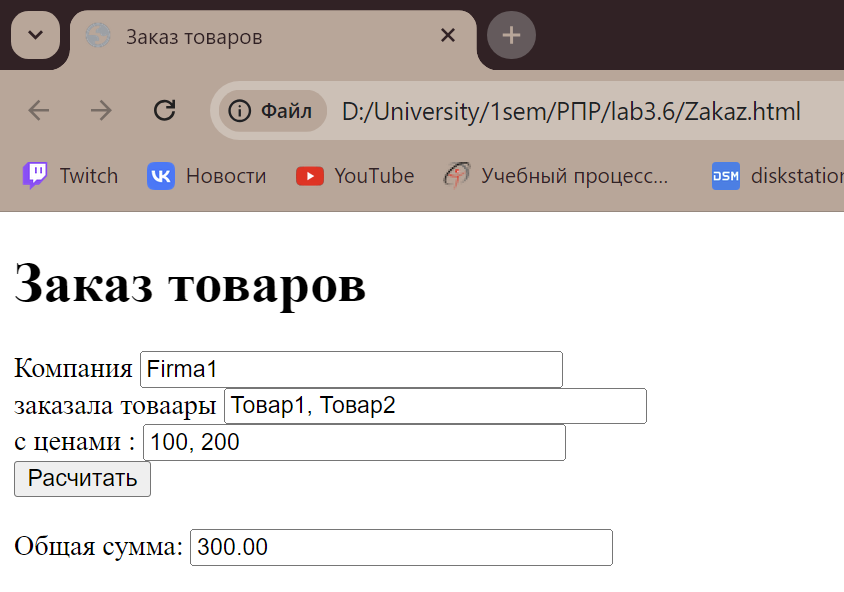 Заказ товаров
Файл D:/University/1sem/РПР/lab3.6/Zakaz.html
Twitch Новости YouTube Учебный процесс... DSM diskstation
Заказ товаров
Компания Firma1
заказала товаары Товар1, Товар2
с ценами : 100, 200
Расчитать
Общая сумма: 300.00